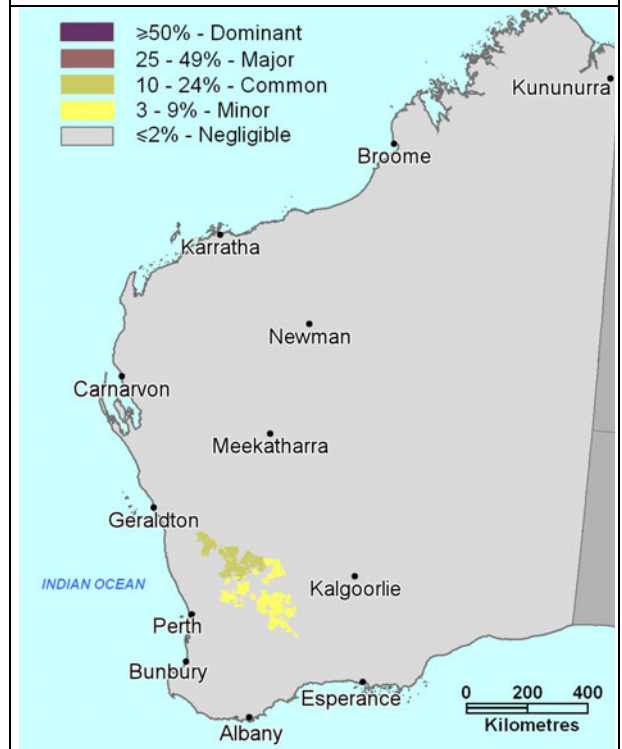 ≥50% - Dominant
25 - 49% - Major
10 - 24% - Common
3 - 9% - Minor
≤2% - Negligible
Kununurra
Broome
Karratha
Newman
Carnarvon
Meekatharra
Geraldton
INDIAN OCEAN
Kalgoorlie
Perth
Bunbury
Esperance
Albany
0 200 400
Kilometres